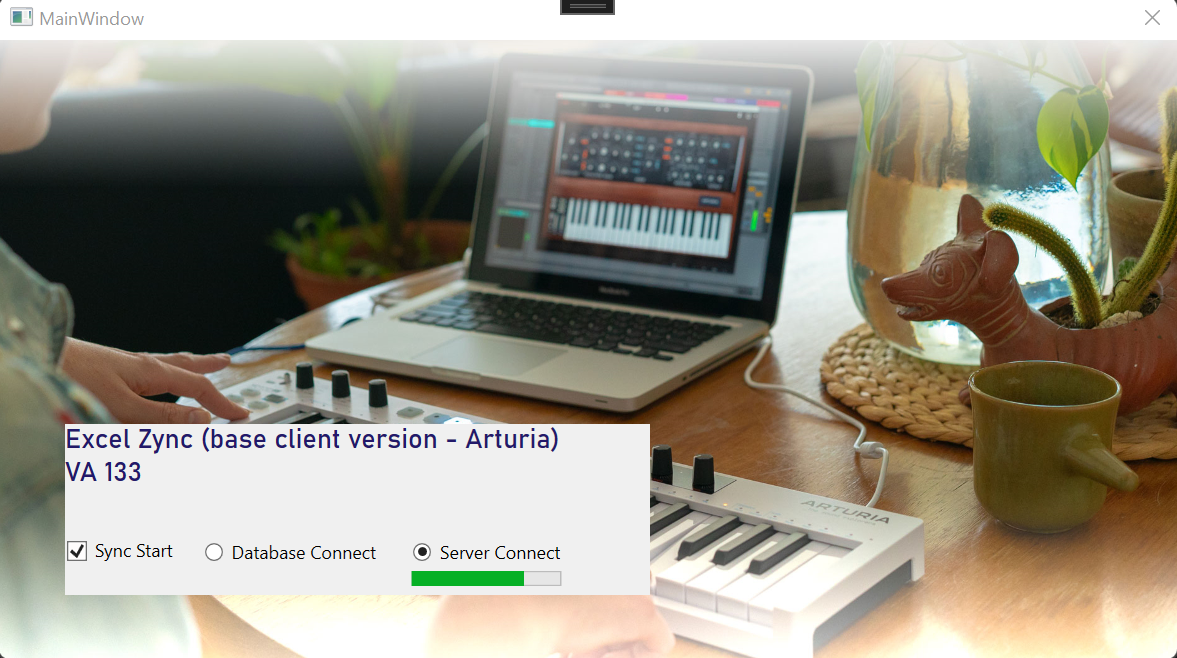 MainWindow
Excel Zync (base client version - Arturia)
VA 133
Sync Start
Database Connect
Server Connect
ARTURIA